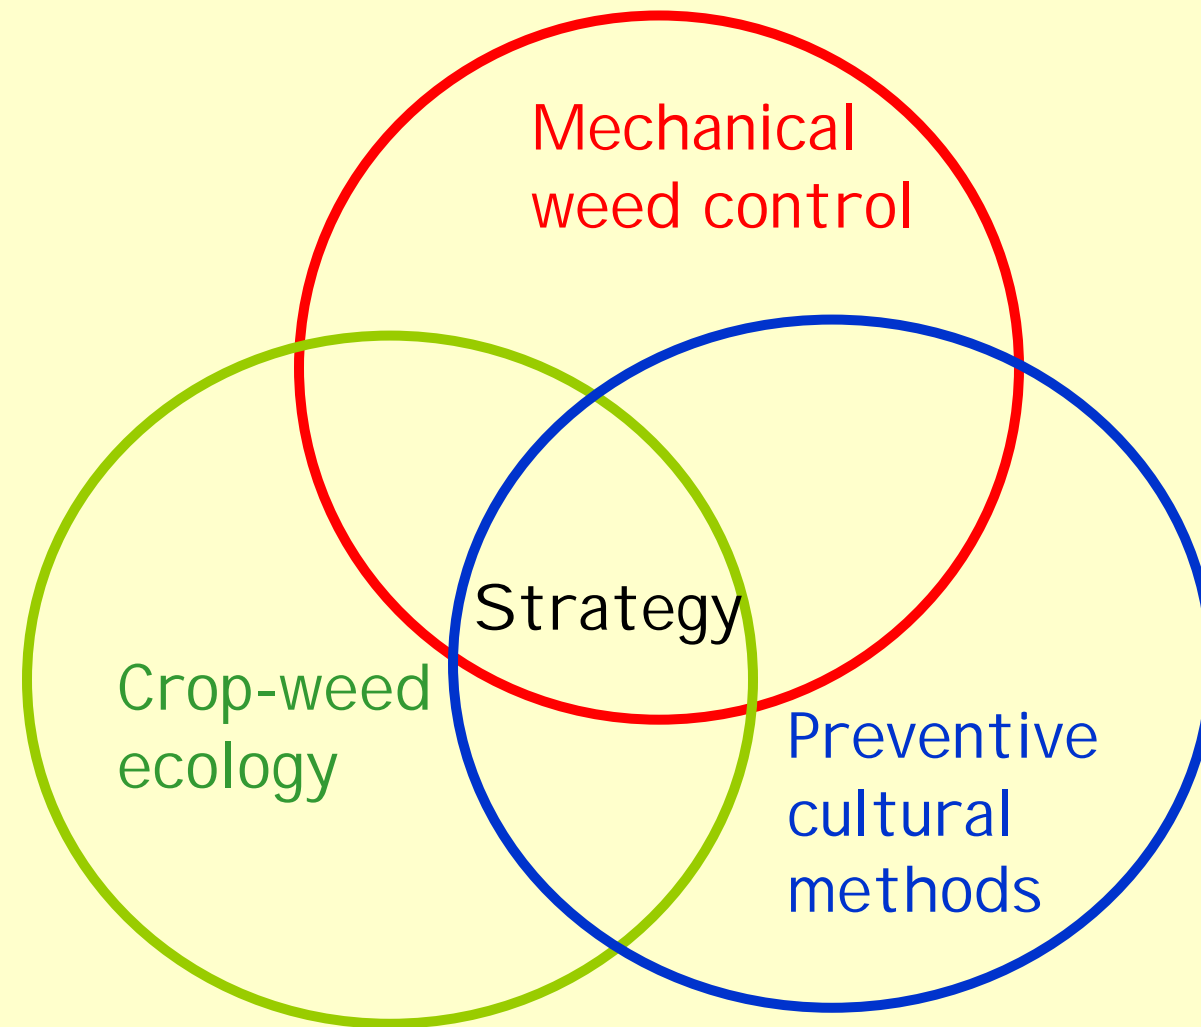 Mechanical
weed control
Strategy
Crop-weed
ecology
Preventive
cultural
methods